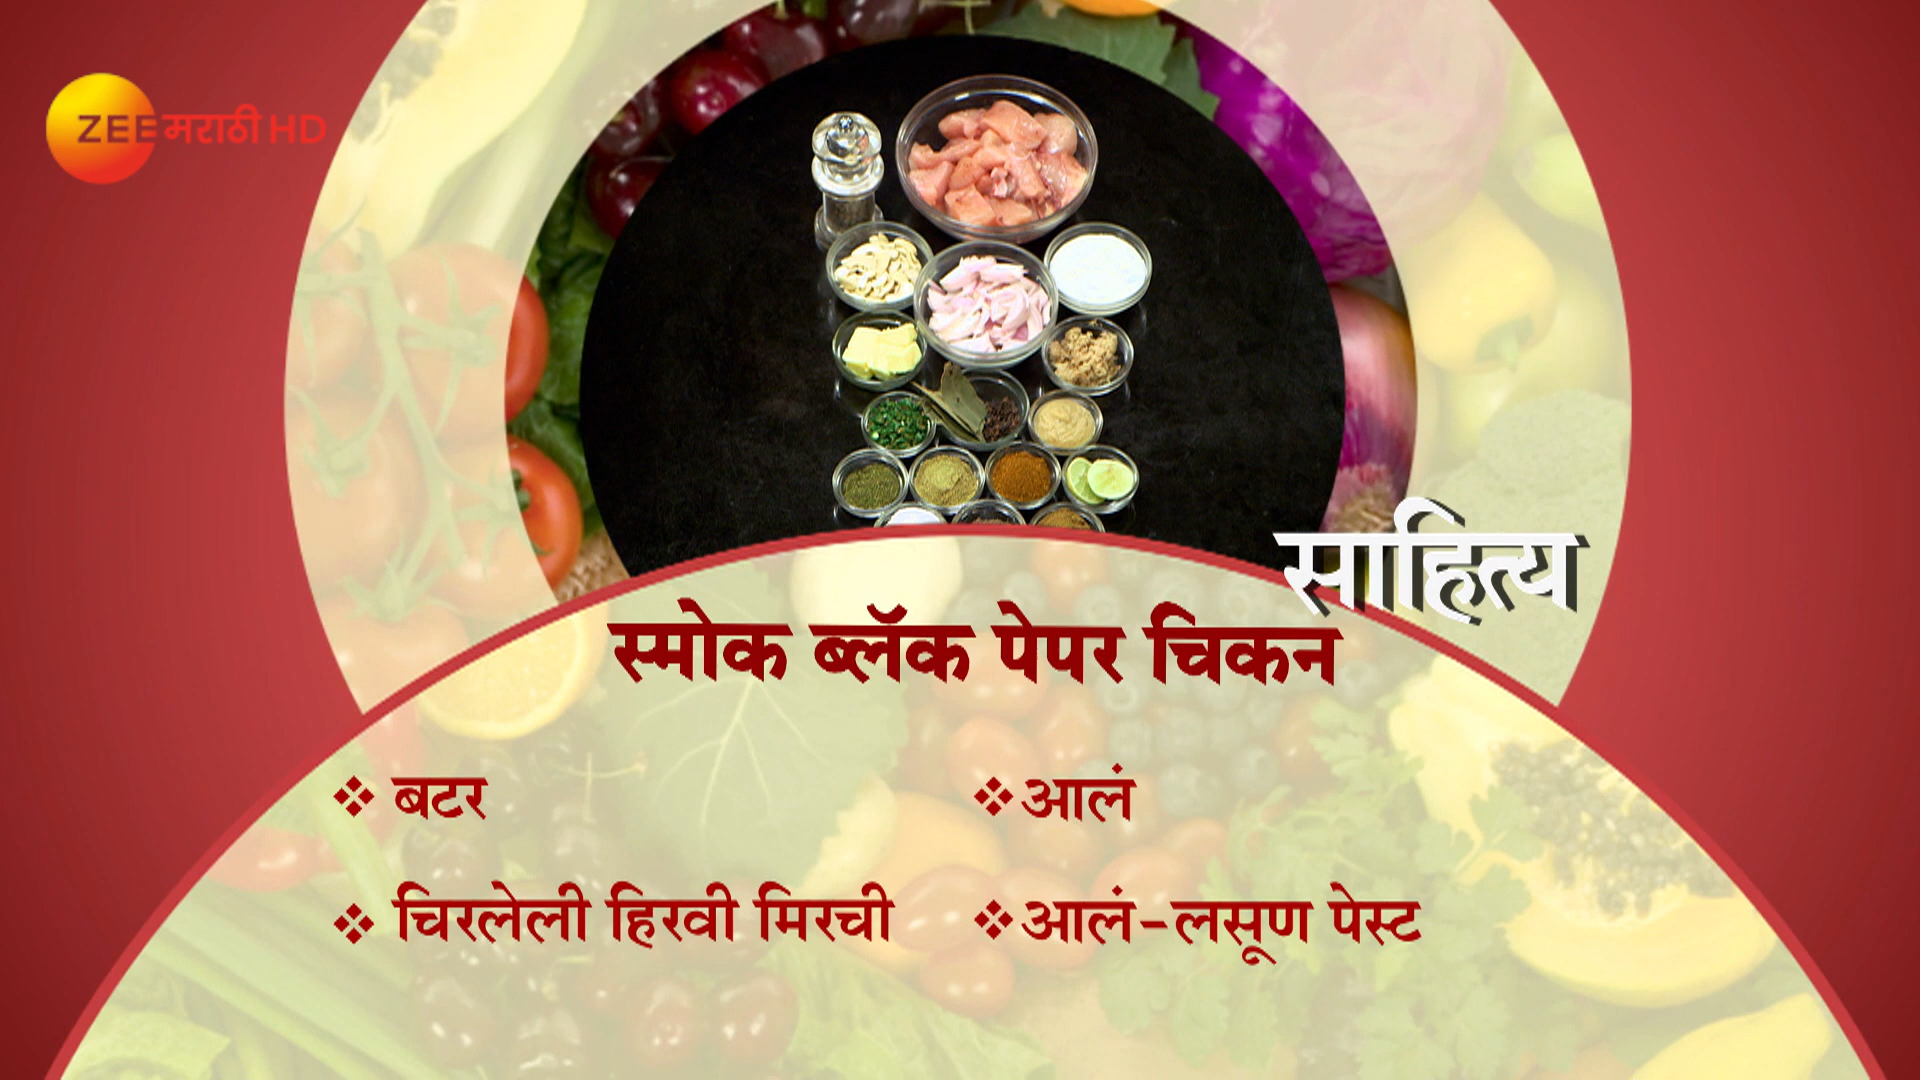 ZEE मराठी HD
साहित्य
स्मोक ब्लॅक पेपर चिकन
❖ बटर
❖ आलं
❖ चिरलेली हिरवी मिरची
❖ आलं-लसूण पेस्ट